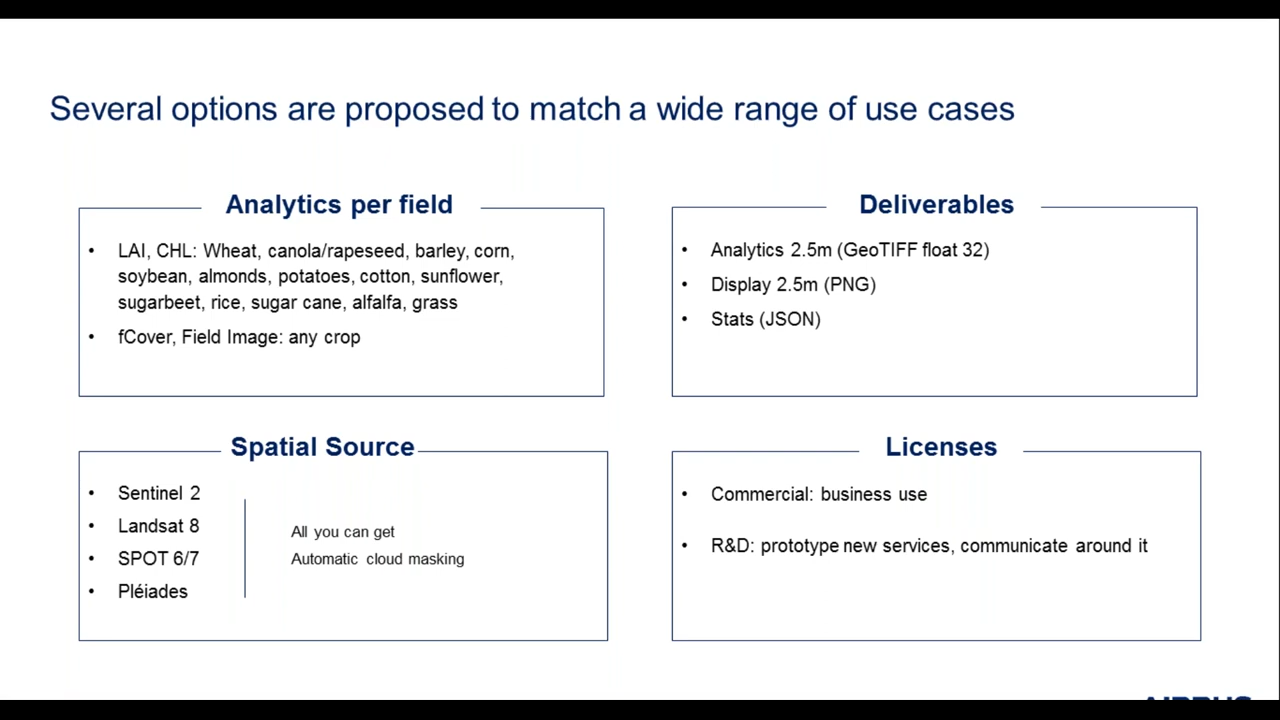 Several options are proposed to match a wide range of use cases
Analytics per field
• LAI, CHL: Wheat, canola/rapeseed, barley, corn,
soybean, almonds, potatoes, cotton, sunflower,
sugarbeet, rice, sugar cane, alfalfa, grass
• fCover, Field Image: any crop
Deliverables
• Analytics 2.5m (GeoTIFF float 32)
• Display 2.5m (PNG)
• Stats (JSON)
Spatial Source
• Sentinel 2
• Landsat 8
• SPOT 6/7
• Pléiades
All you can get
Automatic cloud masking
Licenses
• Commercial: business use
• R&D: prototype new services, communicate around it
AIRBUS